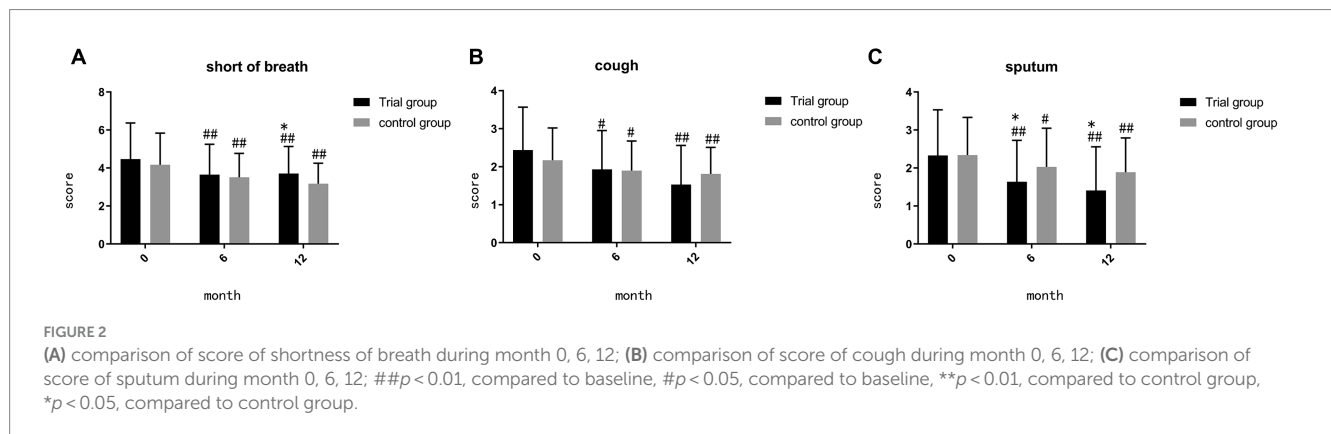 A
short of breath
8
6
4
2
0
score
##
##
*
##
##
0
6
12
month
Trial group
control group
B
cough
4
3
2
1
0
score
#
#
##
##
0
6
12
month
Trial group
control group
C
sputum
4
3
2
1
0
score
*
##
#
*
##
##
0
6
12
month
Trial group
control group
FIGURE 2
(A) comparison of score of shortness of breath during month 0, 6, 12; (B) comparison of score of cough during month 0, 6, 12; (C) comparison of
score of sputum during month 0, 6, 12; ##p < 0.01, compared to baseline, #p < 0.05, compared to baseline, **p < 0.01, compared to control group,
*p < 0.05, compared to control group.